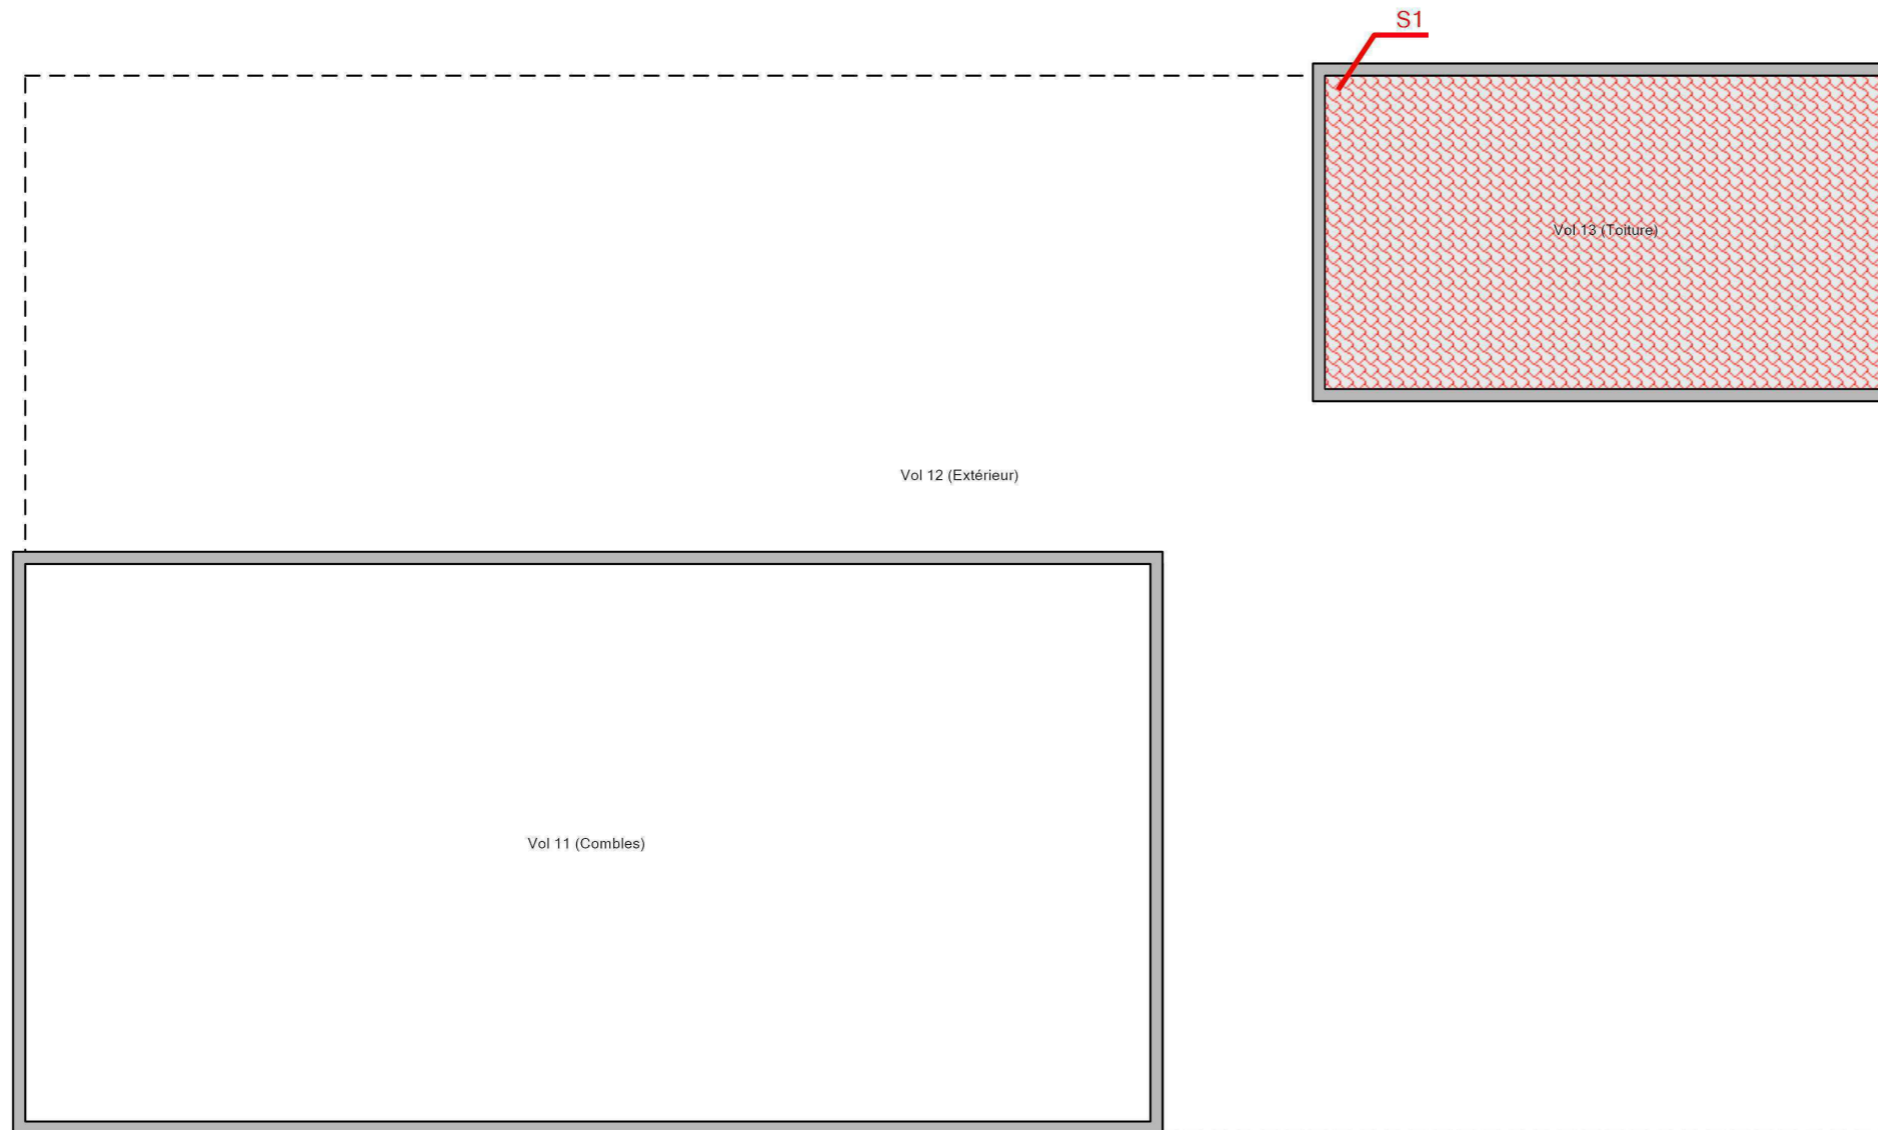 S1
Vol 13 (Toiture)
Vol 12 (Extérieur)
Vol 11 (Combles)